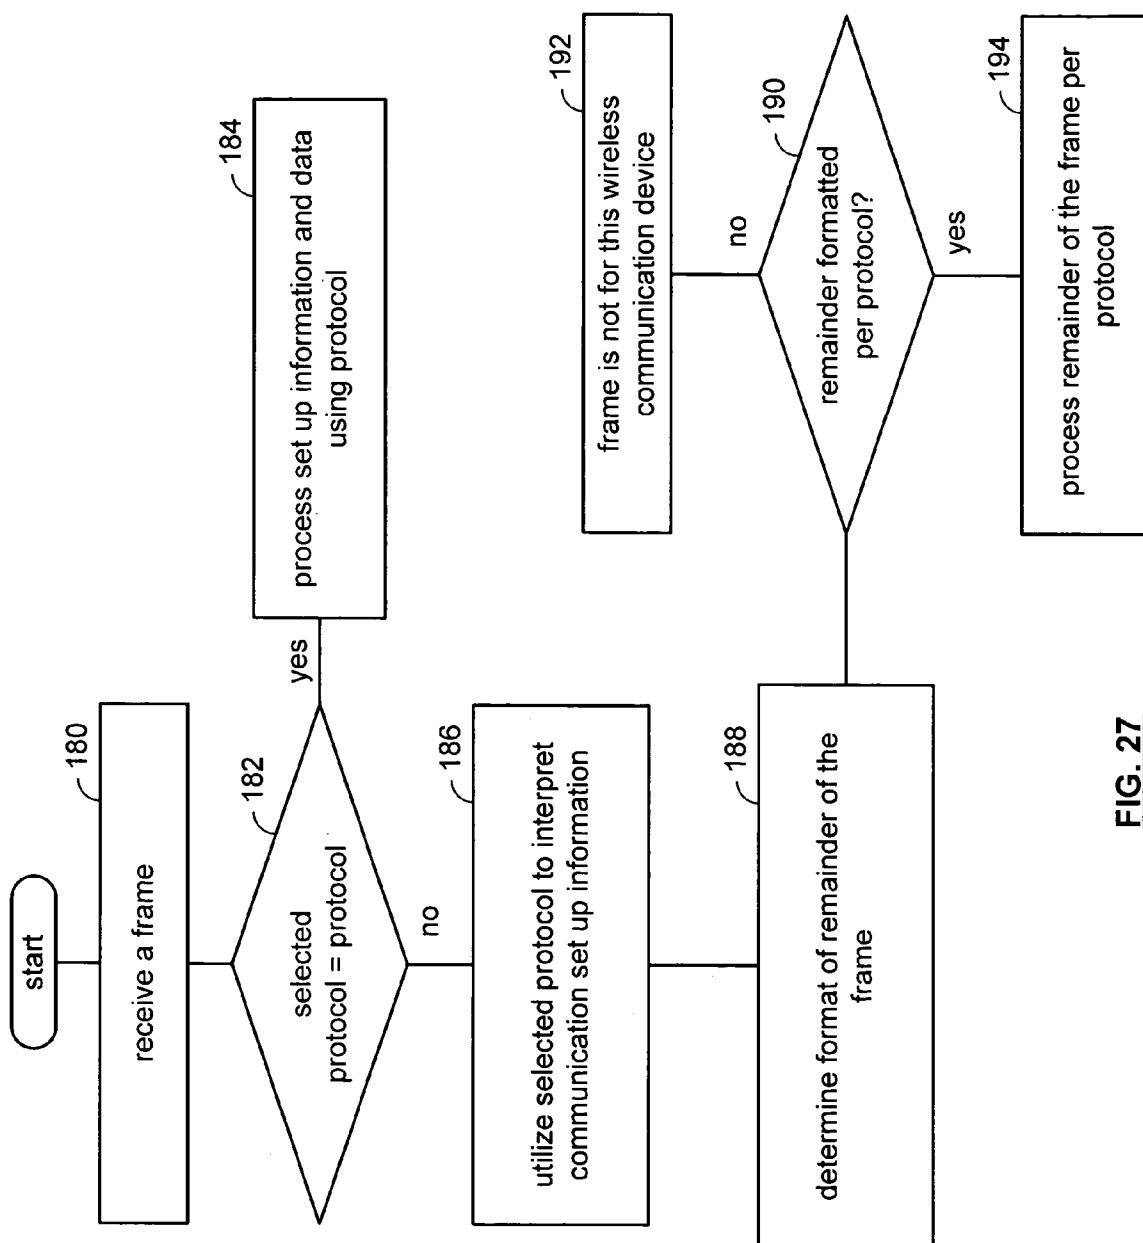 start
180
receive a frame
182
selected
protocol = protocol
yes
184
process set up information and data
using protocol
no
186
utilize selected protocol to interpret
communication set up information
188
determine format of remainder of the
frame
190
remainder formatted
per protocol?
no
192
frame is not for this wireless
communication device
yes
194
process remainder of the frame per
protocol
FIG. 27